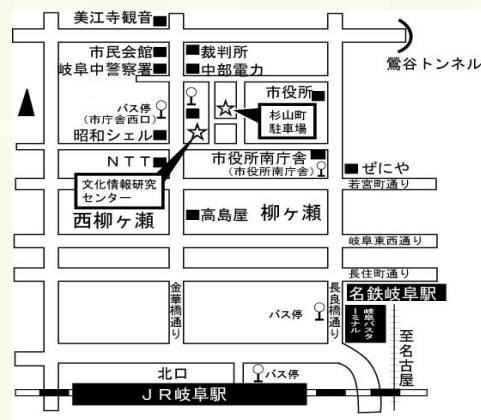 美江寺観音
市民会館
岐阜中警察署
裁判所
中部電力
鶯谷トンネル
バス停
(市庁舎西口)
昭和シェル
市役所
杉山町
駐車場
NTT
市役所南庁舎
(市役所南庁舎)
ぜにや
若宮町通り
文化情報研究
センター
西柳ヶ瀬
高島屋
柳ヶ瀬
岐阜東西通り
長住町通り
金華橋通り
長良橋通り
名鉄岐阜駅
バス停
岐阜バスタ
ーミナル
至名古屋
北口
バス停
JR岐阜駅